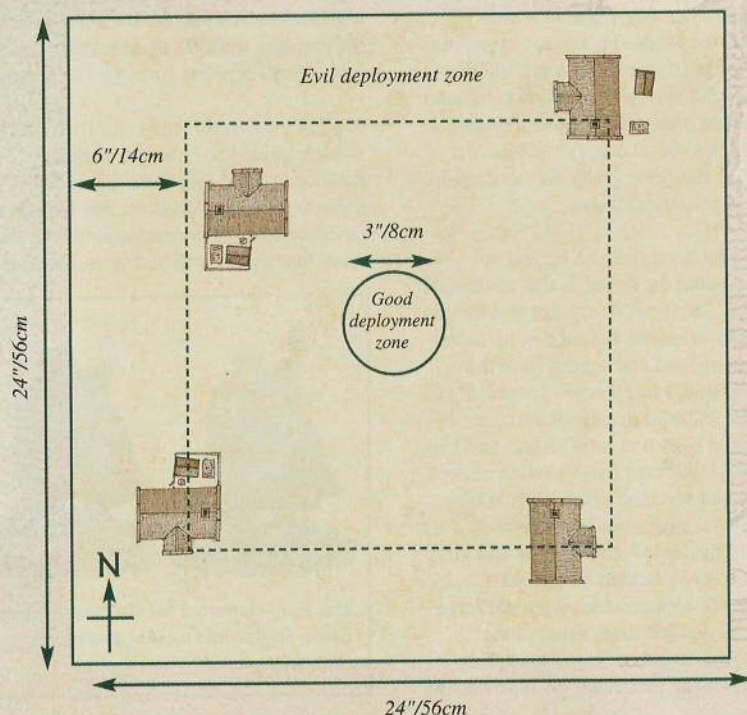 Evil deployment zone
6"/14cm
3"/8cm
Good
deployment
zone
24"/56cm
N
24"/56cm